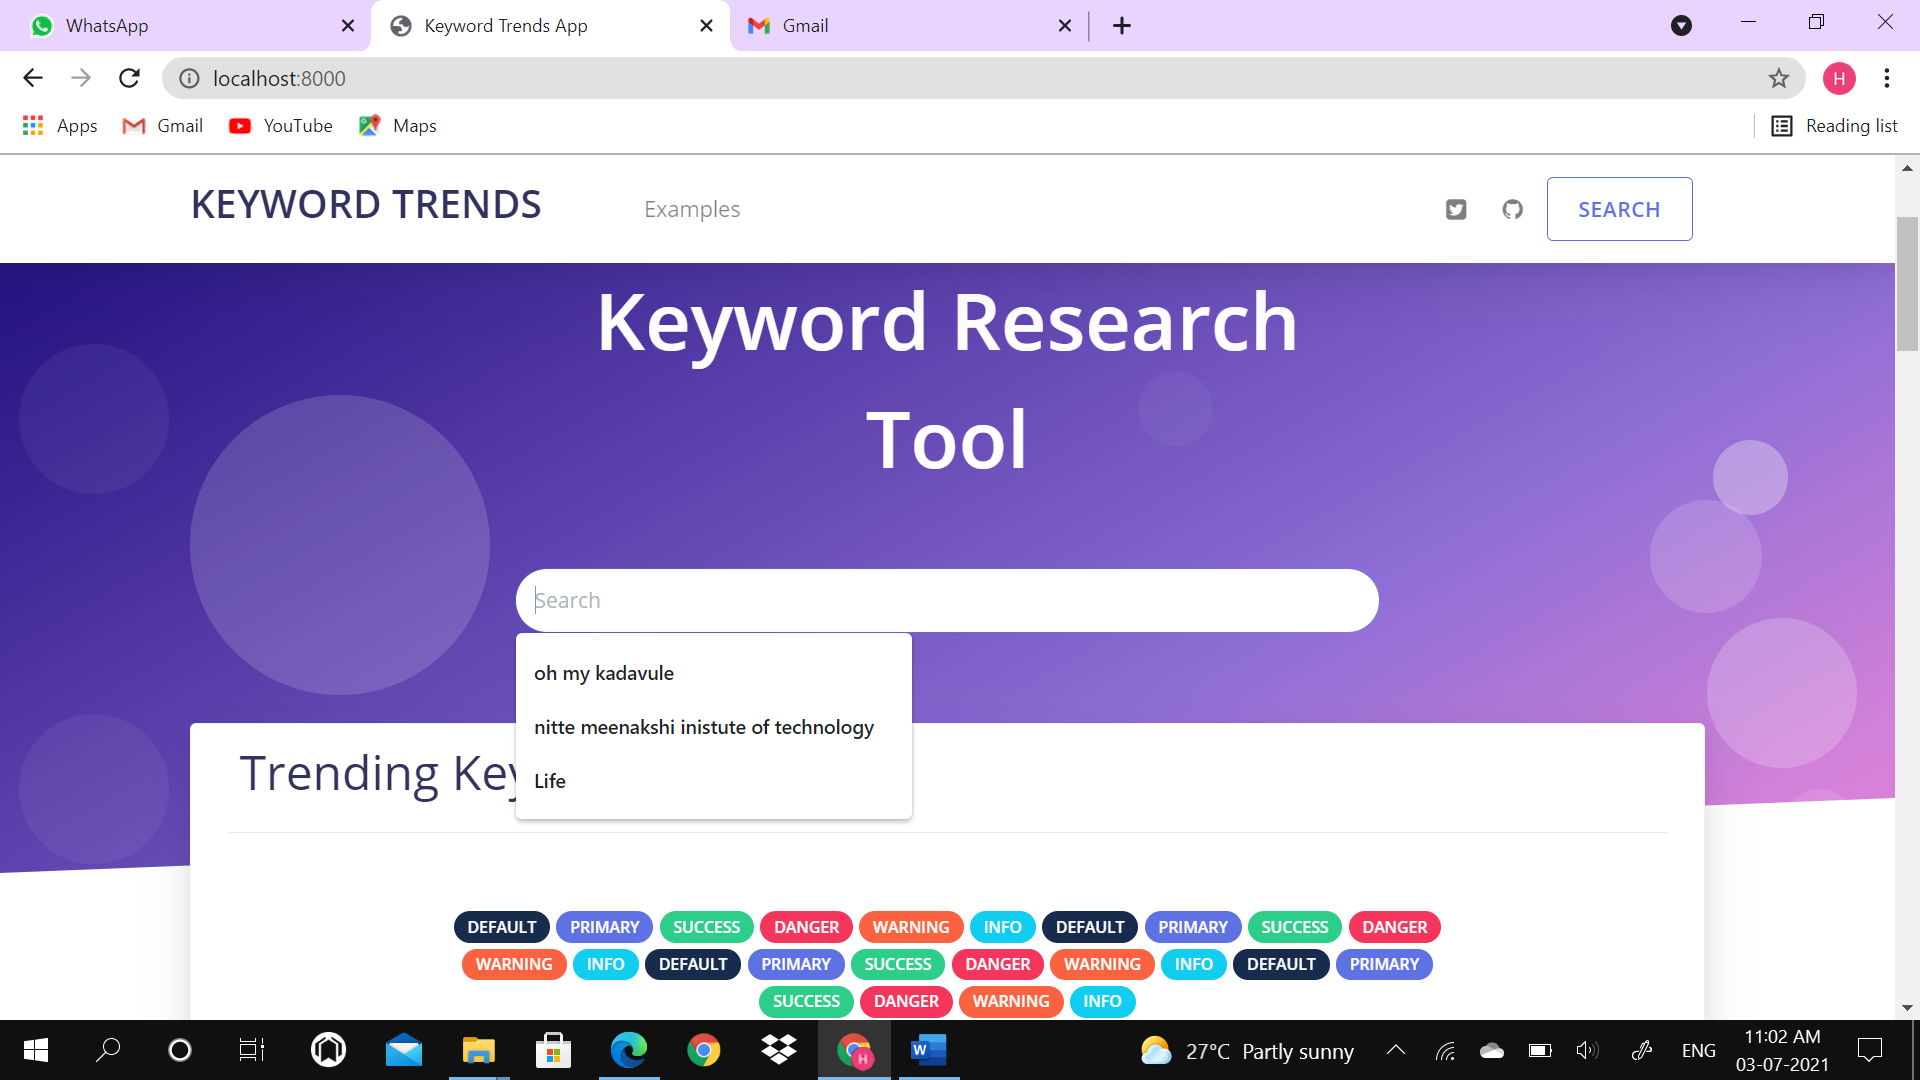 WhatsApp
Keyword Trends App
Gmail
localhost:8000
H
Apps
Gmail
YouTube
Maps
Reading list
KEYWORD TRENDS
Examples
SEARCH
Keyword Research
Tool
Search
oh my kadavule
nitte meenakshi inistute of technology
Life
Trending Key
DEFAULT PRIMARY SUCCESS DANGER WARNING INFO DEFAULT PRIMARY SUCCESS DANGER
WARNING INFO DEFAULT PRIMARY SUCCESS DANGER WARNING INFO DEFAULT PRIMARY
SUCCESS DANGER WARNING INFO
H
W
27°C Partly sunny
ENG
11:02 AM
03-07-2021